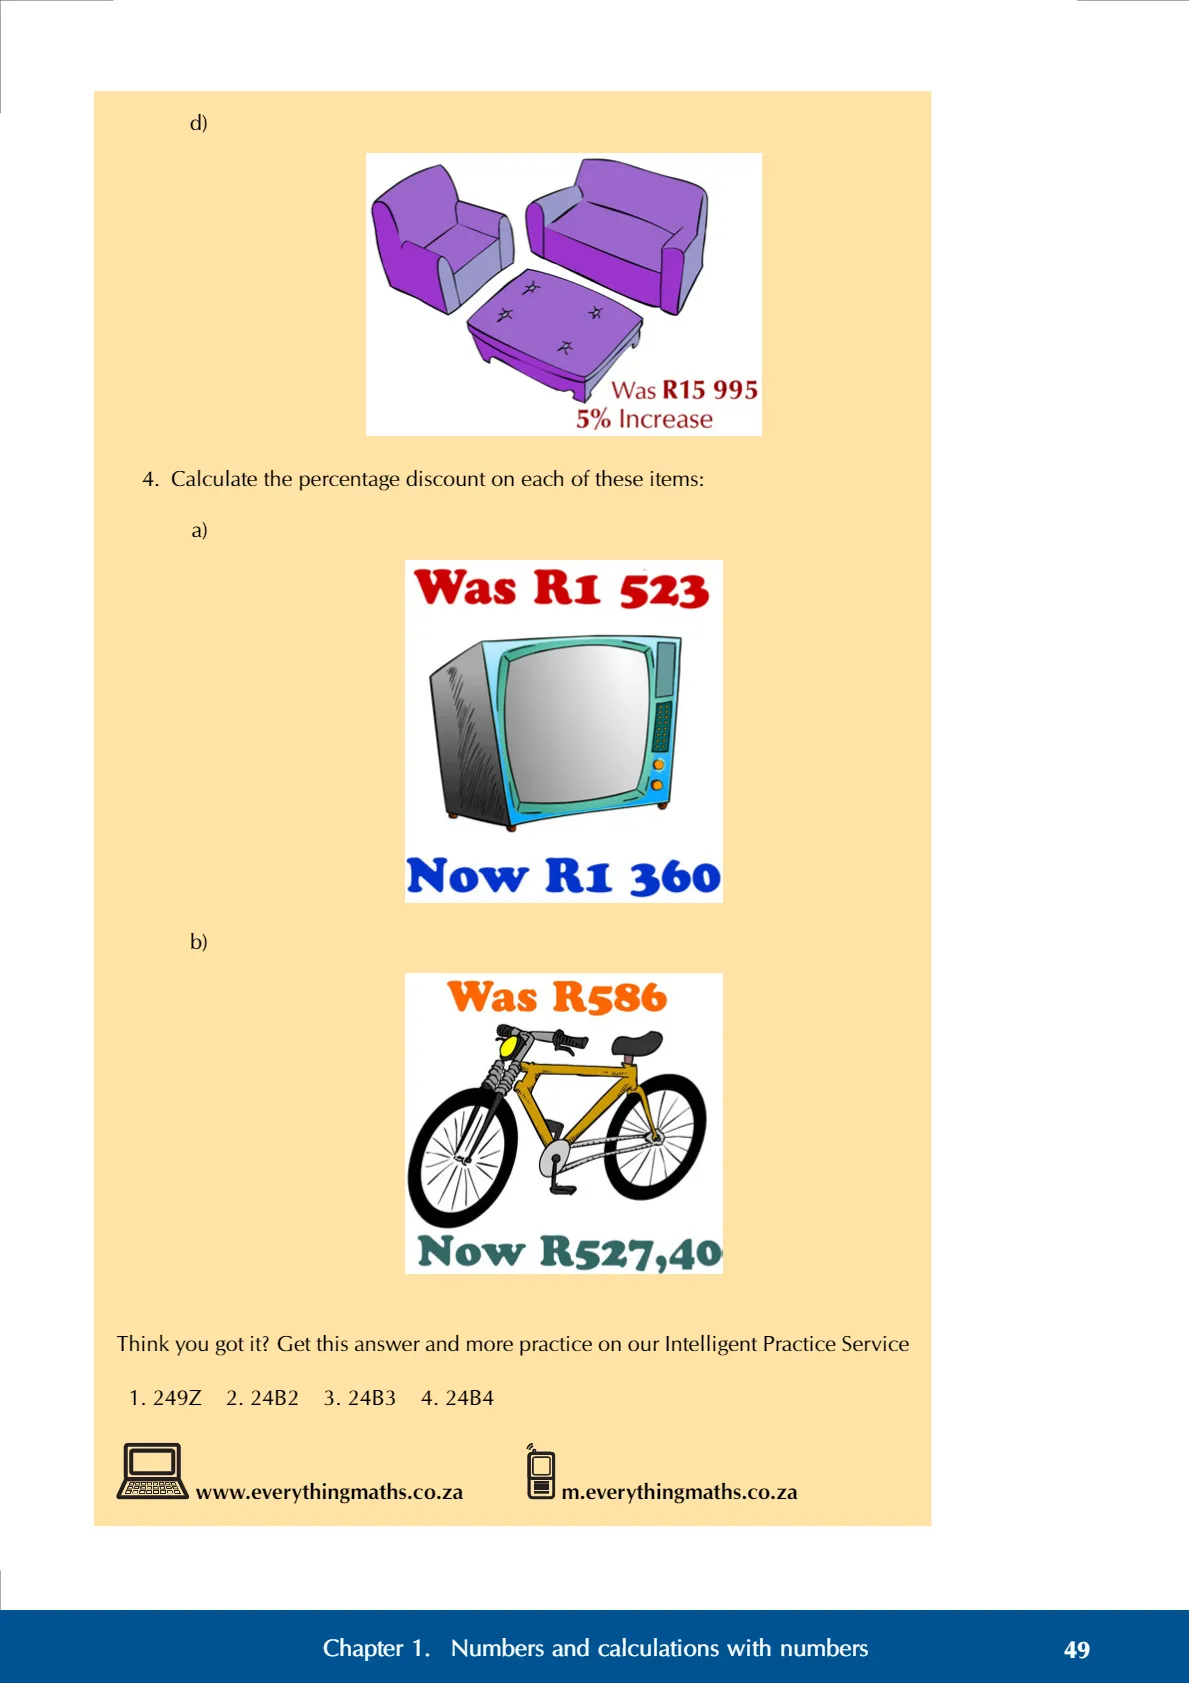 d)
Was R15 995
5% Increase
4. Calculate the percentage discount on each of these items:
a)
Was R1 523
Now R1 360
b)
Was R586
Now R527,40
Think you got it? Get this answer and more practice on our Intelligent Practice Service
1. 249Z 2. 24B2 3. 24B3 4. 24B4
www.everythingmaths.co.za m.everythingmaths.co.za
Chapter 1. Numbers and calculations with numbers 49